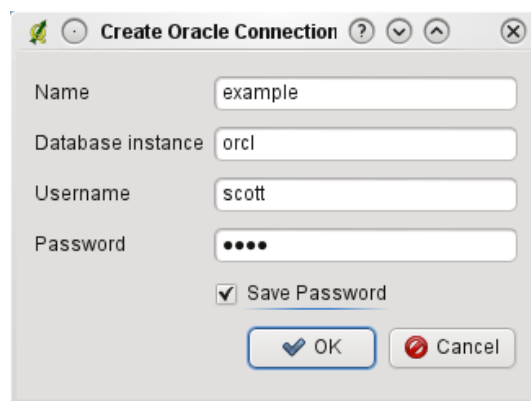 Create Oracle Connection
Name example
Database instance orcl
Username scott
Password ••••
Save Password
OK Cancel